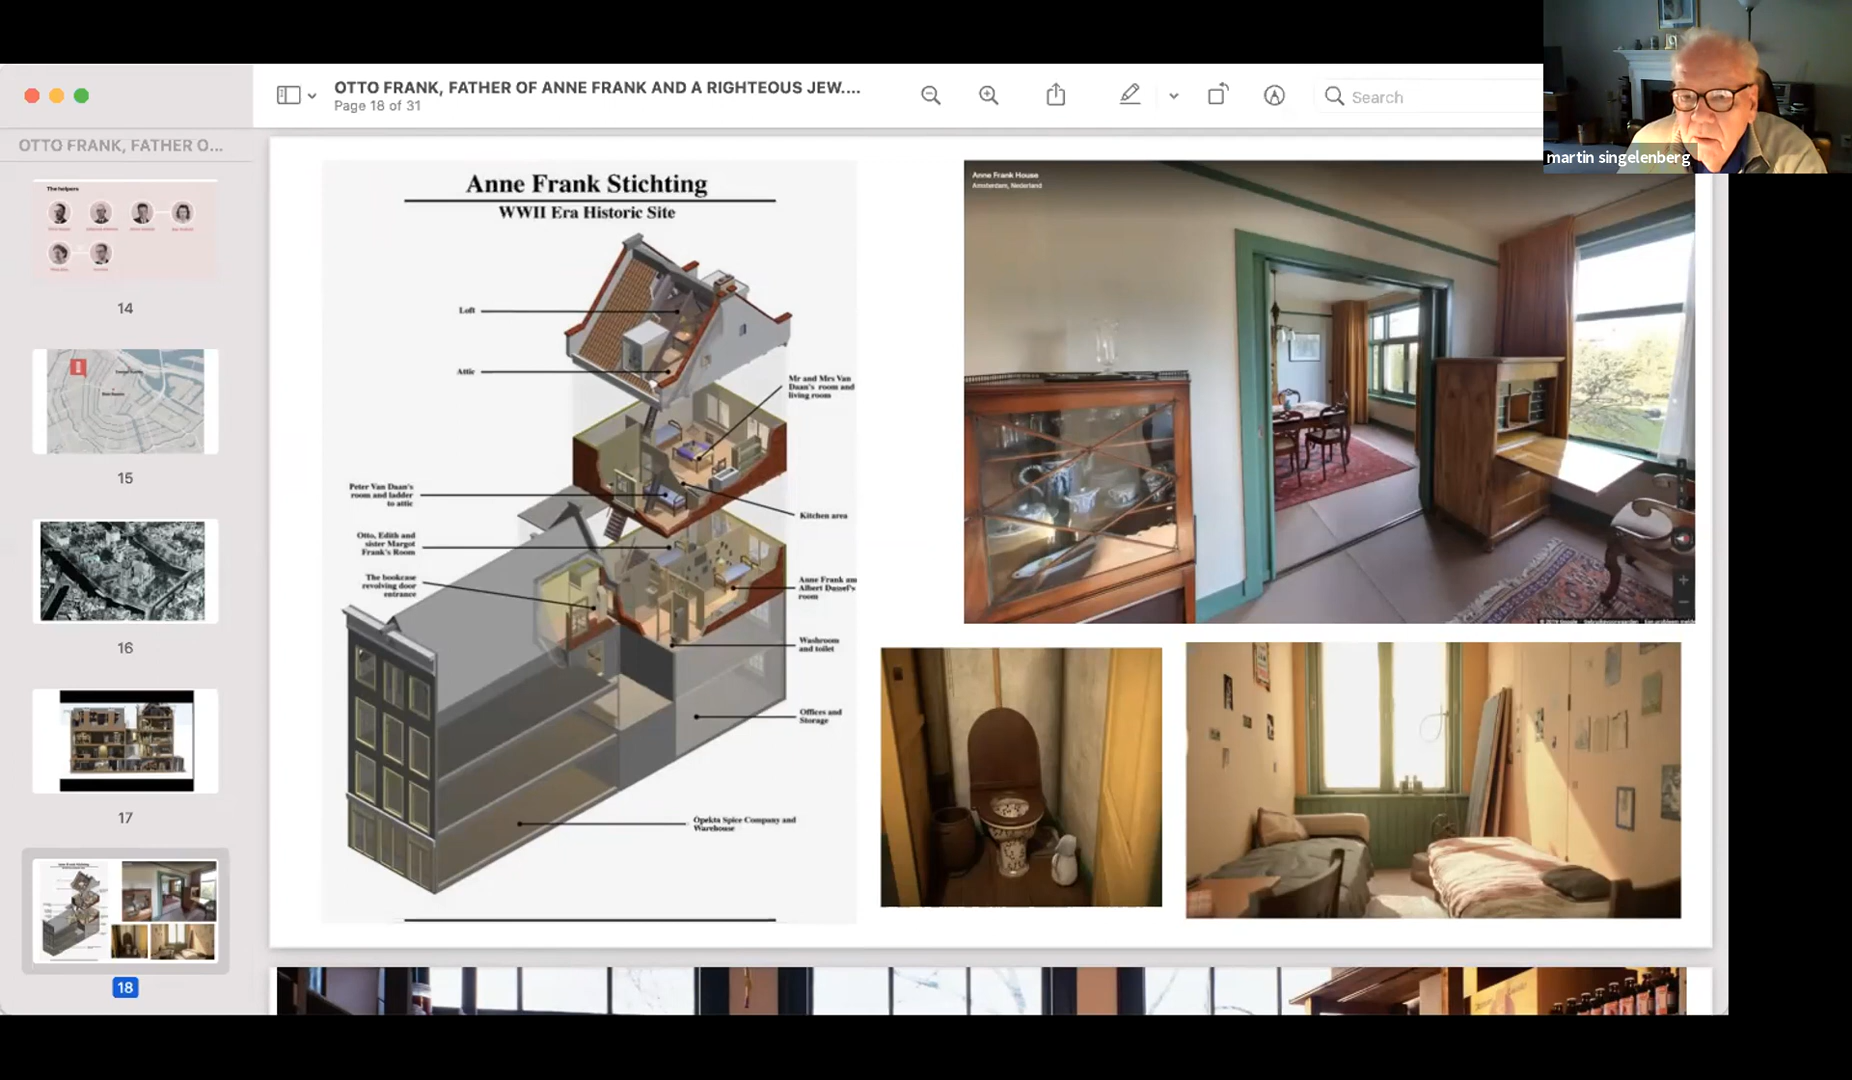 OTTO FRANK, FATHER OF ANNE FRANK AND A RIGHTEOUS JEW....
Page 18 of 31
Search
martin singelenberg
OTTO FRANK, FATHER O...
The helpers
14
15
16
17
18
Anne Frank Stichting
WWII Era Historic Site
Loft
Attic
Mr and Mrs Van
Daan's room and
living room
Peter Van Daan's
room and ladder
to attic
Kitchen area
Otto, Edith and
sister Margot
Frank's Room
The bookcase
revolving door
entrance
Anne Frank an
Albert Dussel's
room
Washroom
and toilet
Offices and
Storage
Opekta Spice Company and
Warehouse
Anne Frank House
Amsterdam, Nederland